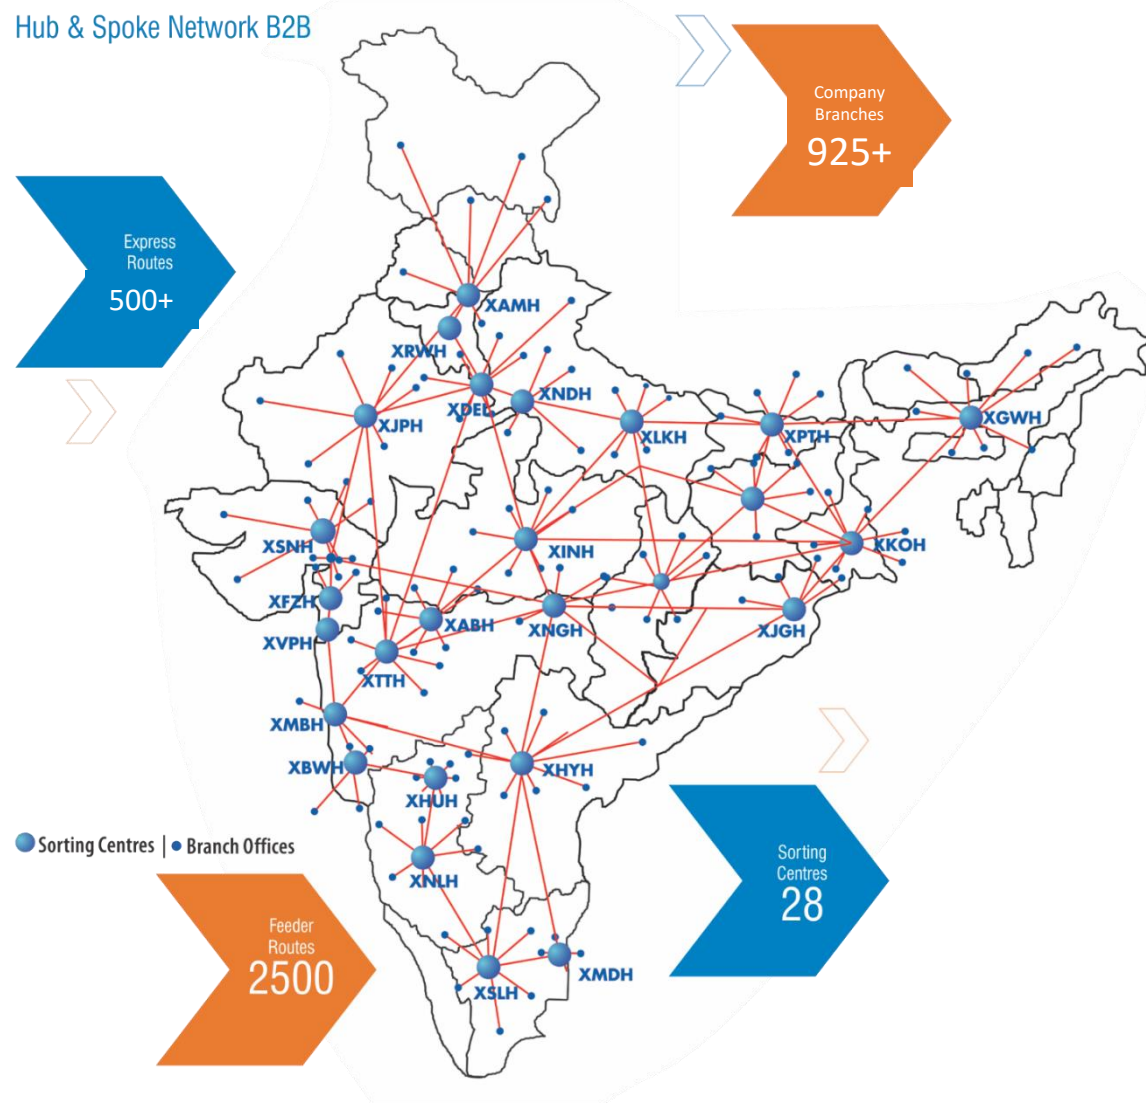 Hub & Spoke Network B2B
Company
Branches
925+
Express
Routes
500+
XAMH
XRWH
XDEL
XNDH
XJPH
XLKH
XPTH
XGWH
XSNH
XINH
XKOH
XFZH
XABH
XNGH
XJGH
XVPH
XTTH
XMBH
XBWH
XHYH
XHUH
Sorting Centres | • Branch Offices
XNLH
Sorting
Centres
28
Feeder
Routes
2500
XMDH
XSLH